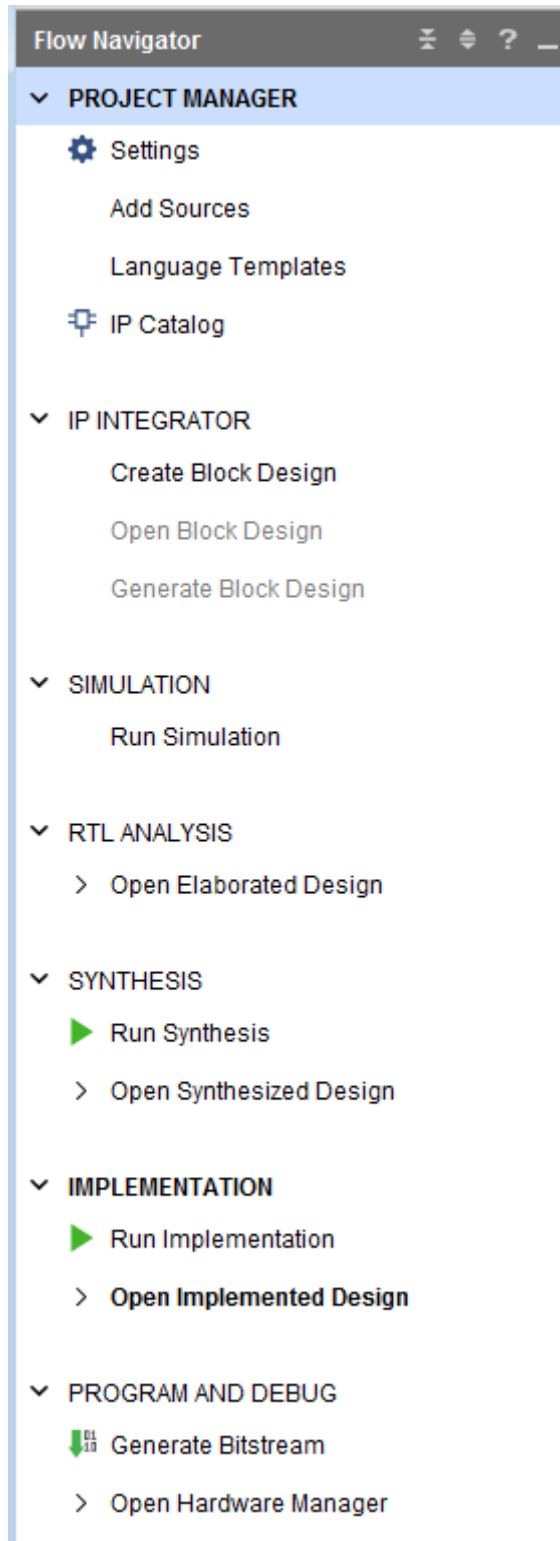 Flow Navigator ?
PROJECT MANAGER
Settings
Add Sources
Language Templates
IP Catalog
IP INTEGRATOR
Create Block Design
Open Block Design
Generate Block Design
SIMULATION
Run Simulation
RTL ANALYSIS
Open Elaborated Design
SYNTHESIS
Run Synthesis
Open Synthesized Design
IMPLEMENTATION
Run Implementation
Open Implemented Design
PROGRAM AND DEBUG
Generate Bitstream
Open Hardware Manager